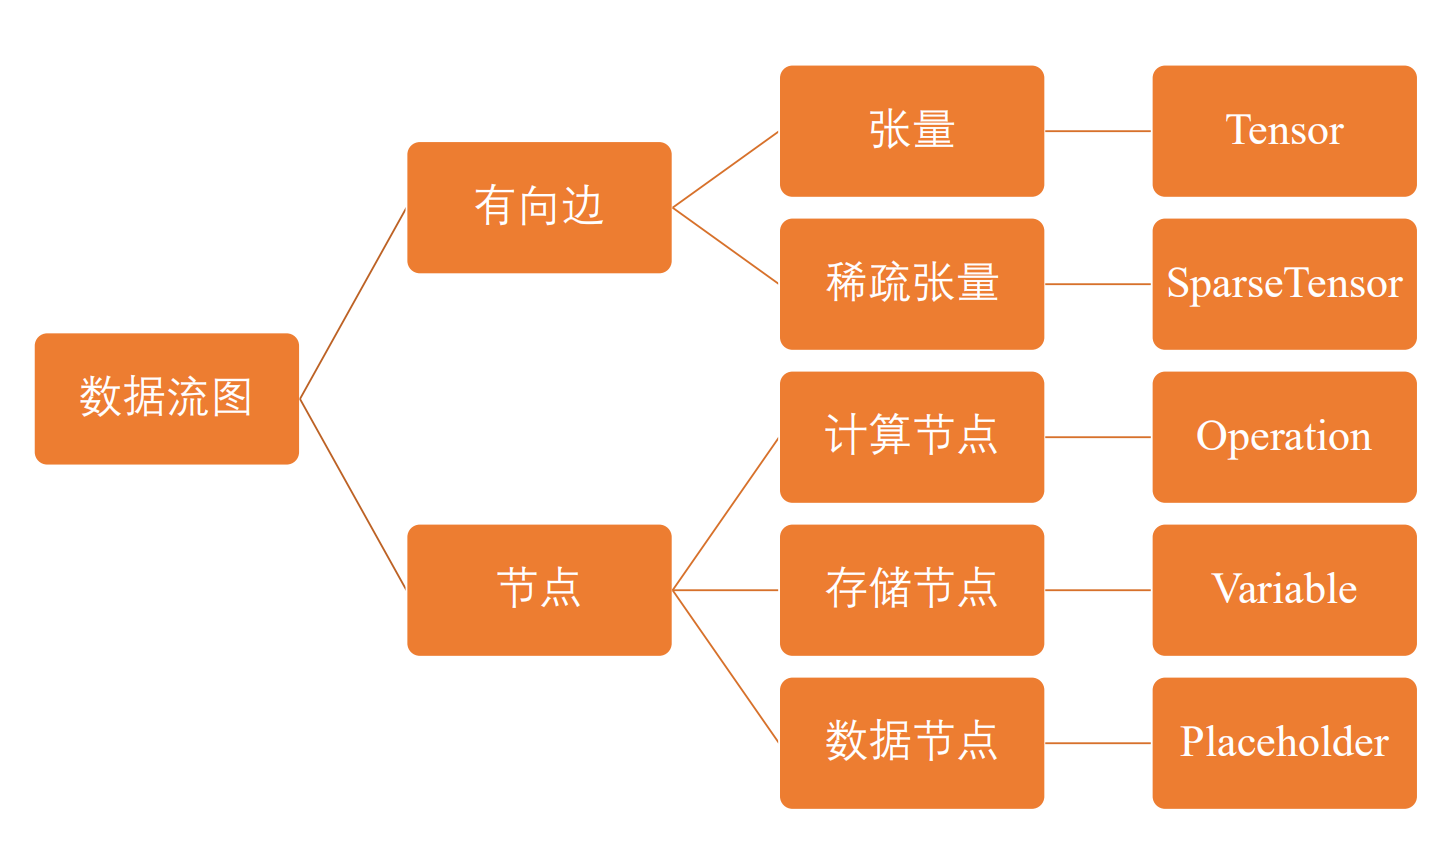 数据流图
有向边
张量
Tensor
稀疏张量
SparseTensor
节点
计算节点
Operation
存储节点
Variable
数据节点
Placeholder